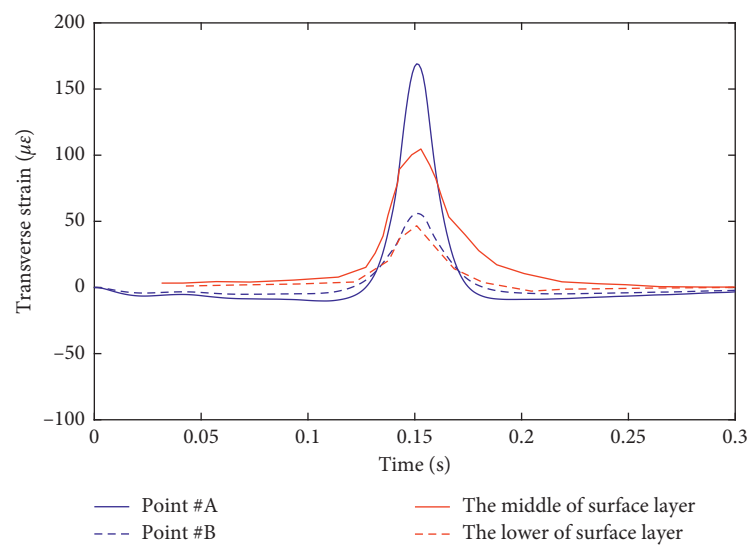 200
150
100
50
0
−50
−100
Transverse strain (με)
0
0.05
0.1
0.15
0.2
0.25
0.3
Time (s)
Point #A
Point #B
The middle of surface layer
The lower of surface layer